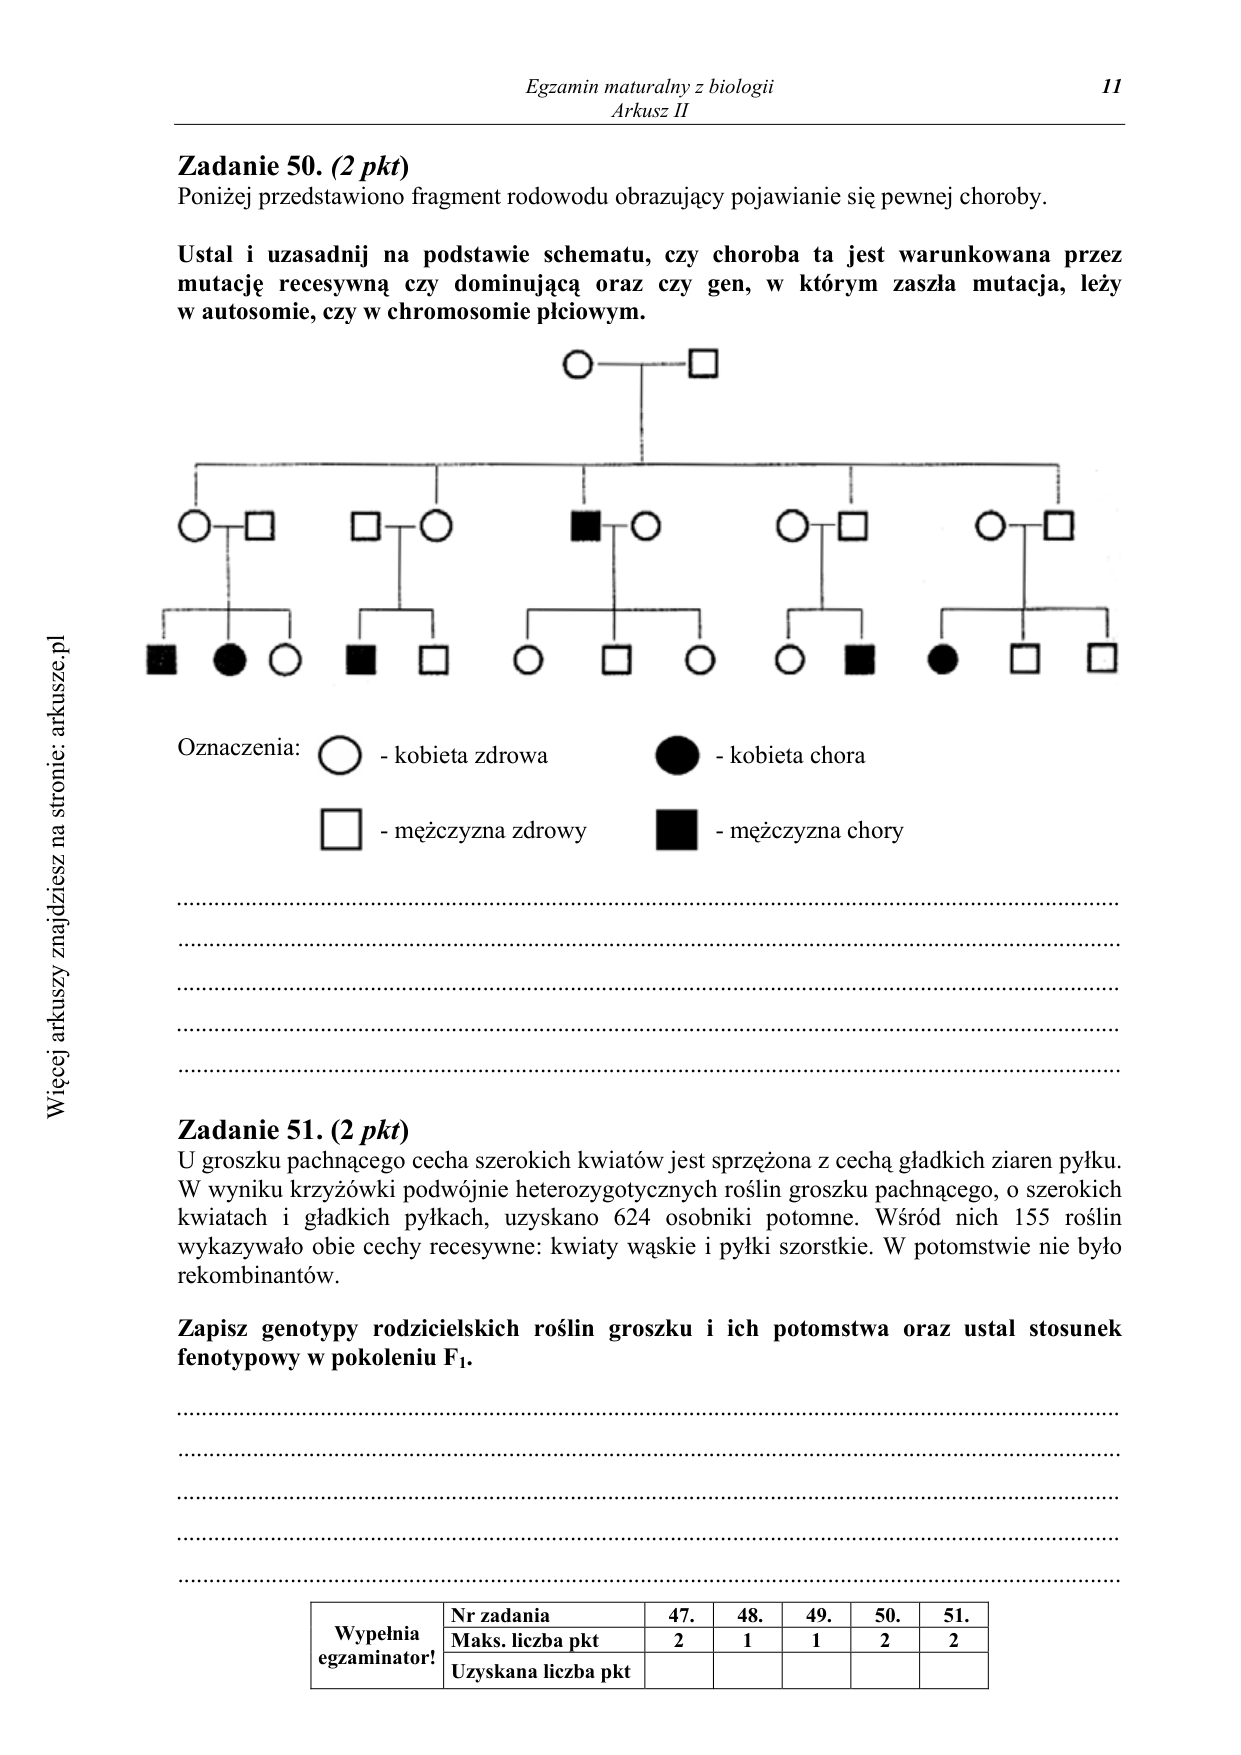 Egzamin maturalny z biologii
11
Arkusz II
Zadanie 50. (2 pkt)
Poniżej przedstawiono fragment rodowodu obrazujący pojawianie się pewnej choroby.
Ustal i uzasadnij na podstawie schematu, czy choroba ta jest warunkowana przez
mutację recesywną czy dominującą oraz czy gen, w którym zaszła mutacja, leży
w autosomie, czy w chromosomie płciowym.
Oznaczenia:
- kobieta zdrowa
- kobieta chora
- mężczyzna zdrowy
- mężczyzna chory
Więcej arkuszy znajdziesz na stronie: arkusze.pl
Zadanie 51. (2 pkt)
U groszku pachnącego cecha szerokich kwiatów jest sprzężona z cechą gładkich ziaren pyłku.
W wyniku krzyżówki podwójnie heterozygotycznych roślin groszku pachnącego, o szerokich
kwiatach i gładkich pyłkach, uzyskano 624 osobniki potomne. Wśród nich 155 roślin
wykazywało obie cechy recesywne: kwiaty wąskie i pyłki szorstkie. W potomstwie nie było
rekombinantów.
Zapisz genotypy rodzicielskich roślin groszku i ich potomstwa oraz ustal stosunek
fenotypowy w pokoleniu F₁.
Wypełnia
egzaminator!
Nr zadania 47. 48. 49. 50. 51.
Maks. liczba pkt 2 1 1 2 2
Uzyskana liczba pkt